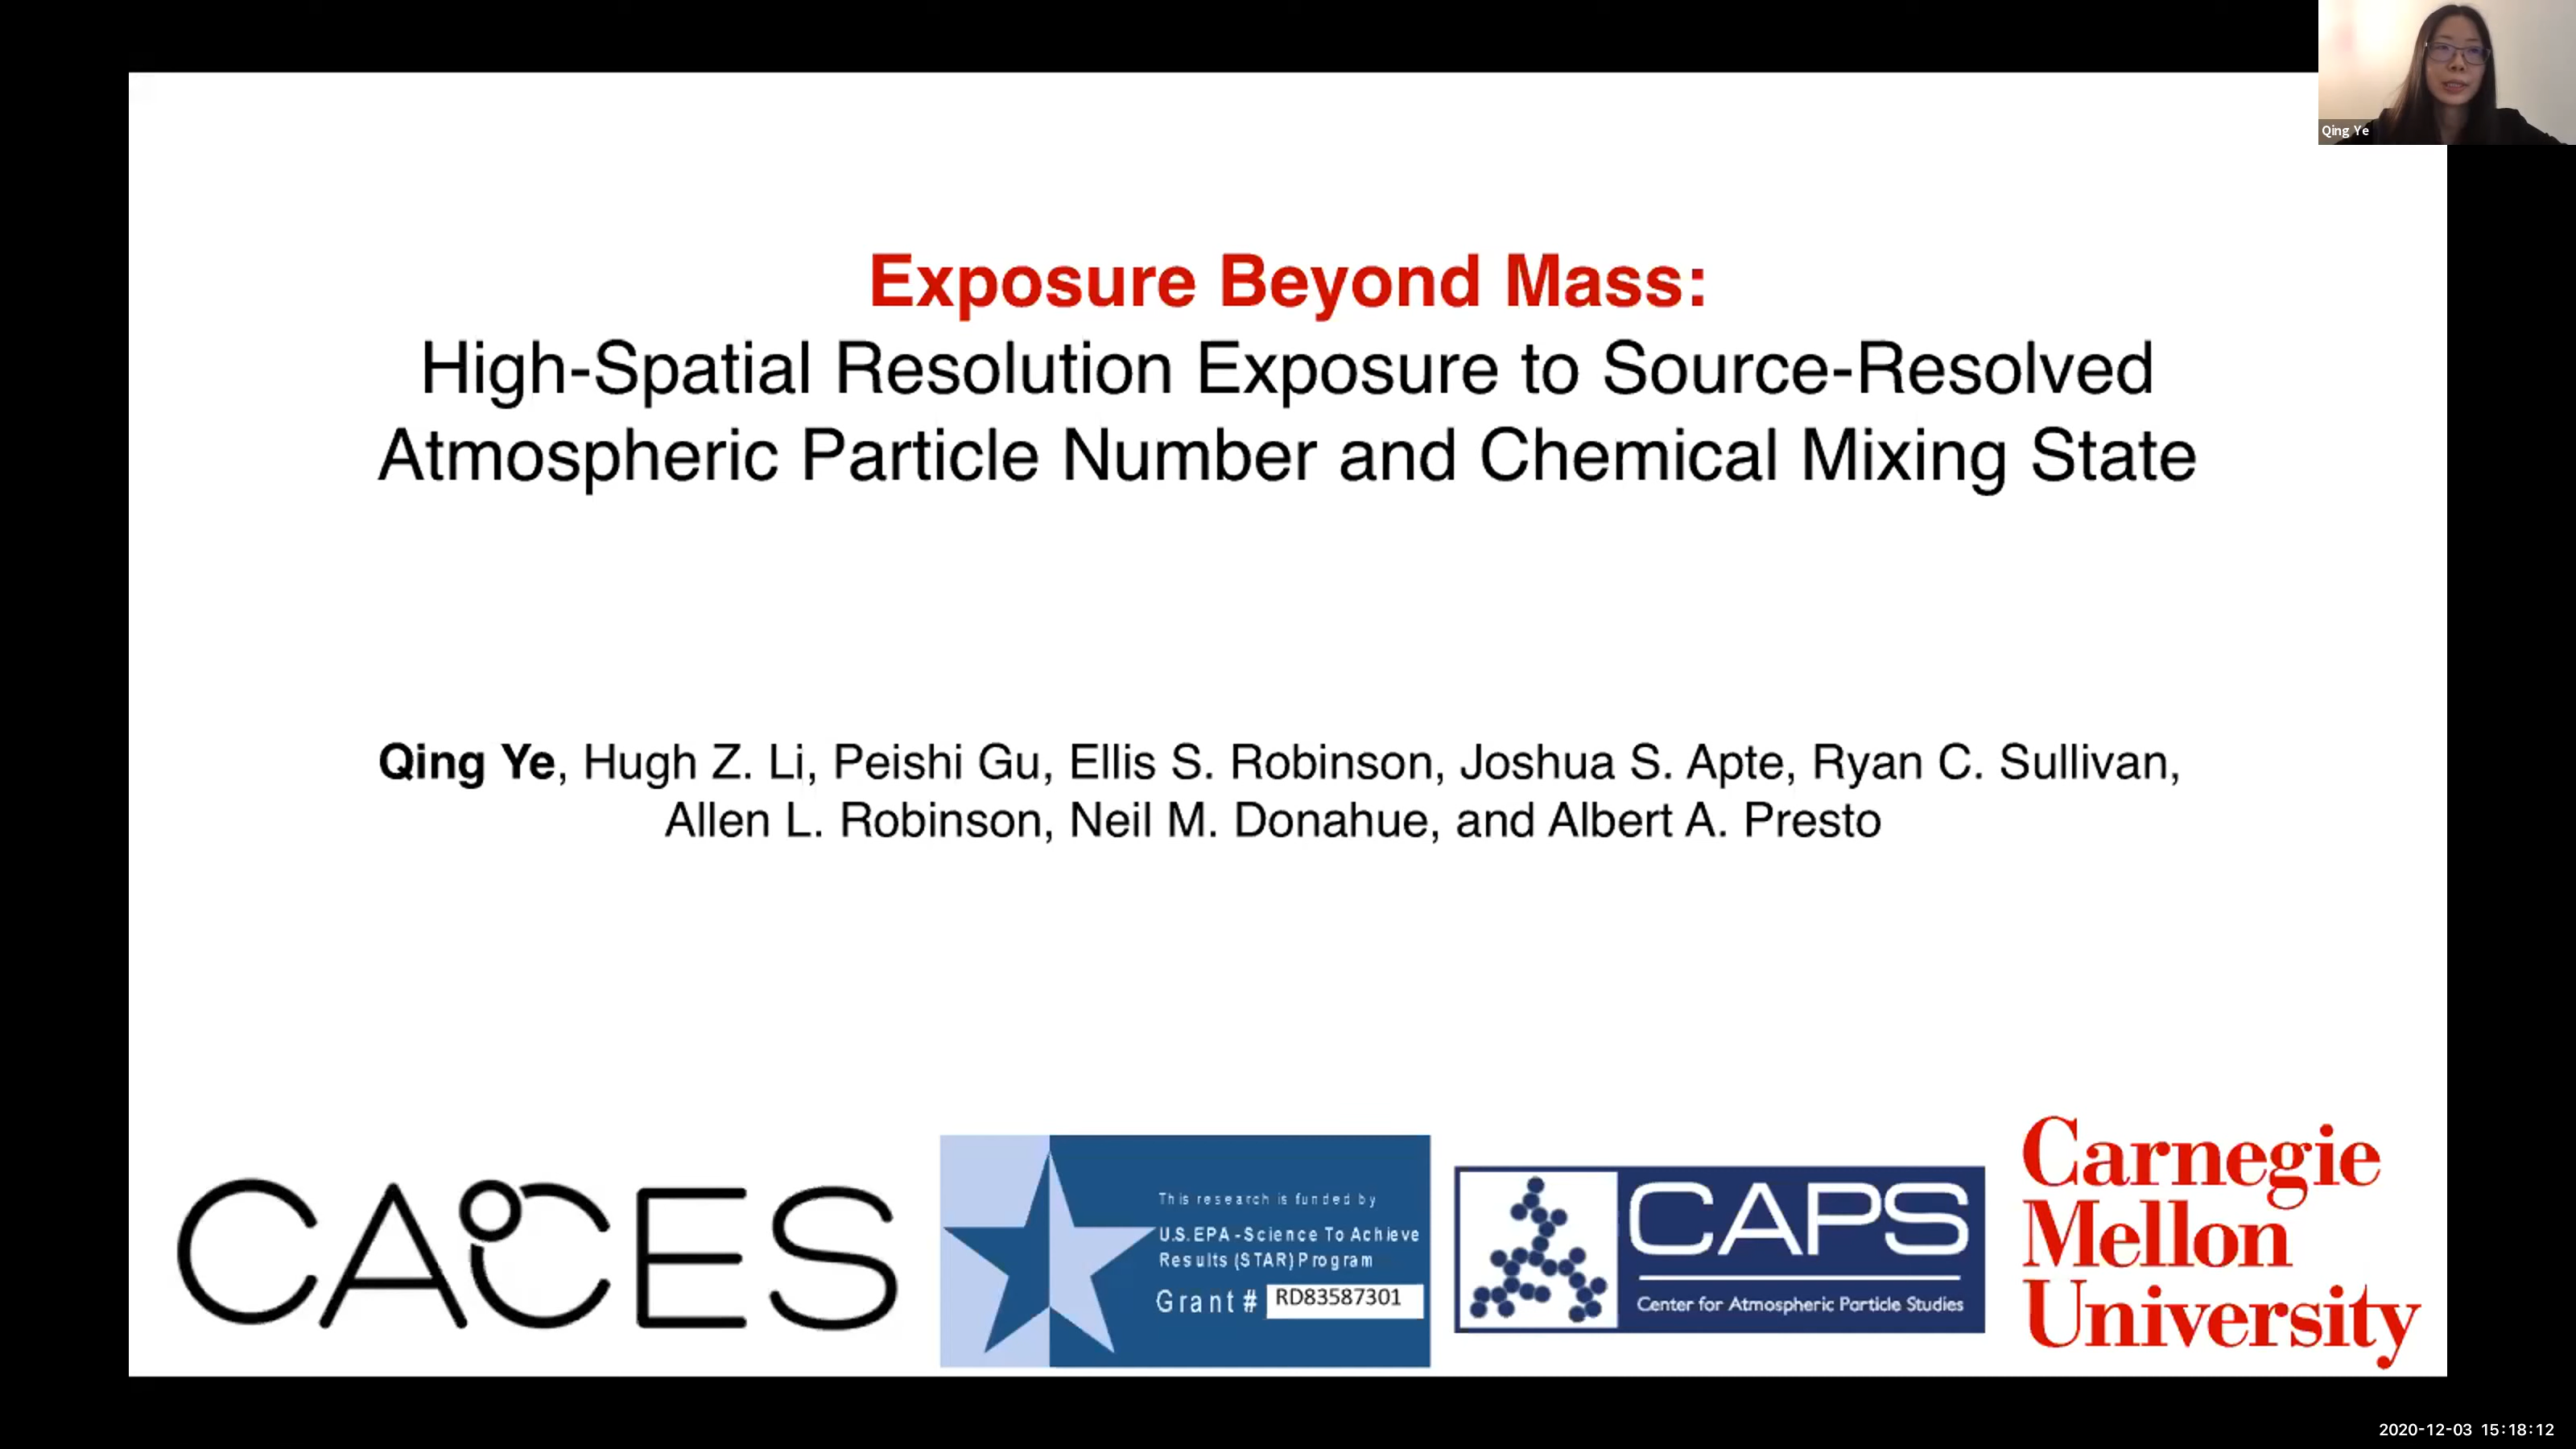 Qing Ye
Exposure Beyond Mass:
High-Spatial Resolution Exposure to Source-Resolved
Atmospheric Particle Number and Chemical Mixing State
Qing Ye, Hugh Z. Li, Peishi Gu, Ellis S. Robinson, Joshua S. Apte, Ryan C. Sullivan,
Allen L. Robinson, Neil M. Donahue, and Albert A. Presto
CACES
This research is funded by
U.S.EPA-Science To Achieve
Results (STAR) Program
Grant # RD83587301
CAPS
Center for Atmospheric Particle Studies
Carnegie
Mellon
University
2020-12-03 15:18:12